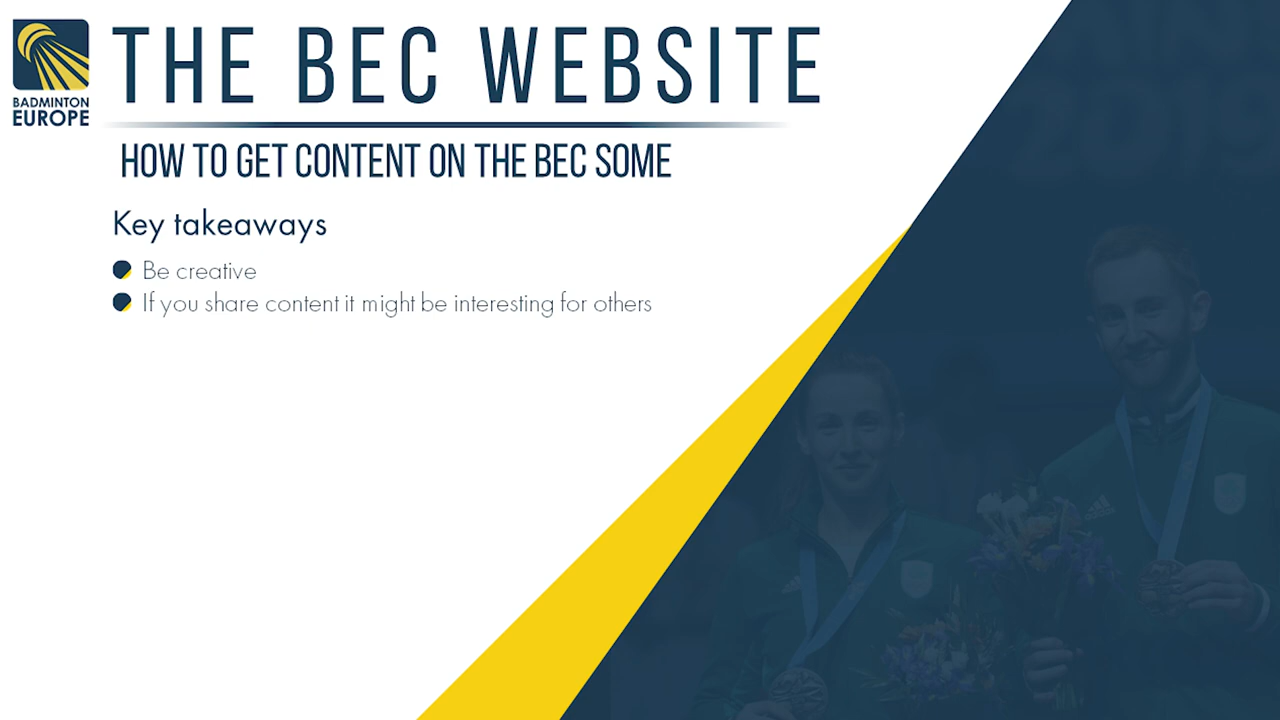 THE BEC WEBSITE
BADMINTON
EUROPE
HOW TO GET CONTENT ON THE BEC SOME
Key takeaways
Be creative
If you share content it might be interesting for others
2019